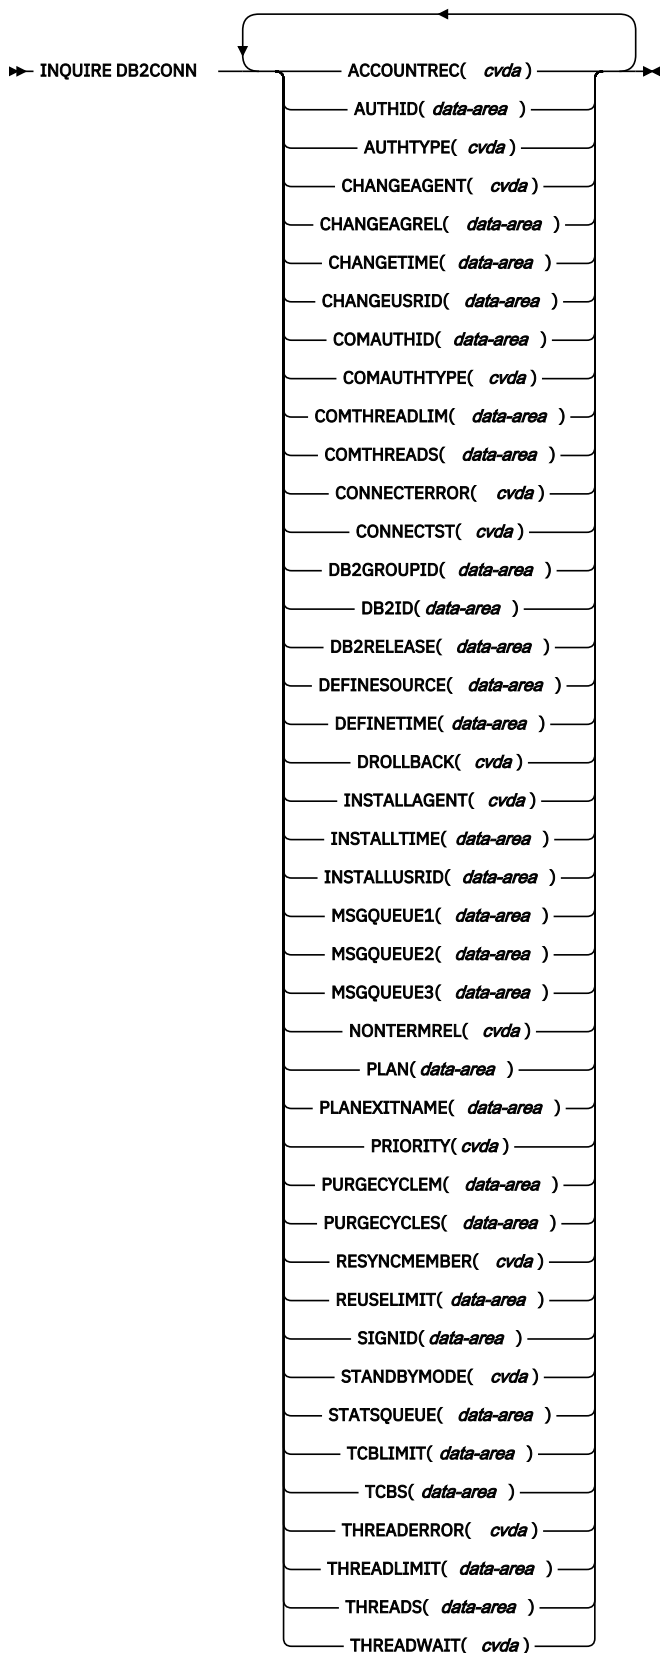 INQUIRE DB2CONN ACCOUNTREC( cvda )
AUTHID( data-area )
AUTHTYPE( cvda )
CHANGEAGENT( cvda )
CHANGEAGREL( data-area )
CHANGETIME( data-area )
CHANGEUSRID( data-area )
COMAUTHID( data-area )
COMAUTHTYPE( cvda )
COMTHREADLIM( data-area )
COMTHREADS( data-area )
CONNECTERROR( cvda )
CONNECTST( cvda )
DB2GROUPID( data-area )
DB2ID( data-area )
DB2RELEASE( data-area )
DEFINESOURCE( data-area )
DEFINETIME( data-area )
DROLLBACK( cvda )
INSTALLAGENT( cvda )
INSTALLTIME( data-area )
INSTALLUSRID( data-area )
MSGQUEUE1( data-area )
MSGQUEUE2( data-area )
MSGQUEUE3( data-area )
NONTERMREL( cvda )
PLAN( data-area )
PLANEXITNAME( data-area )
PRIORITY( cvda )
PURGECYCLEM( data-area )
PURGECYCLES( data-area )
RESYNCMEMBER( cvda )
REUSELIMIT( data-area )
SIGNID( data-area )
STANDBYMODE( cvda )
STATSQUEUE( data-area )
TCBLIMIT( data-area )
TCBS( data-area )
THREADERROR( cvda )
THREADLIMIT( data-area )
THREADS( data-area )
THREADWAIT( cvda )